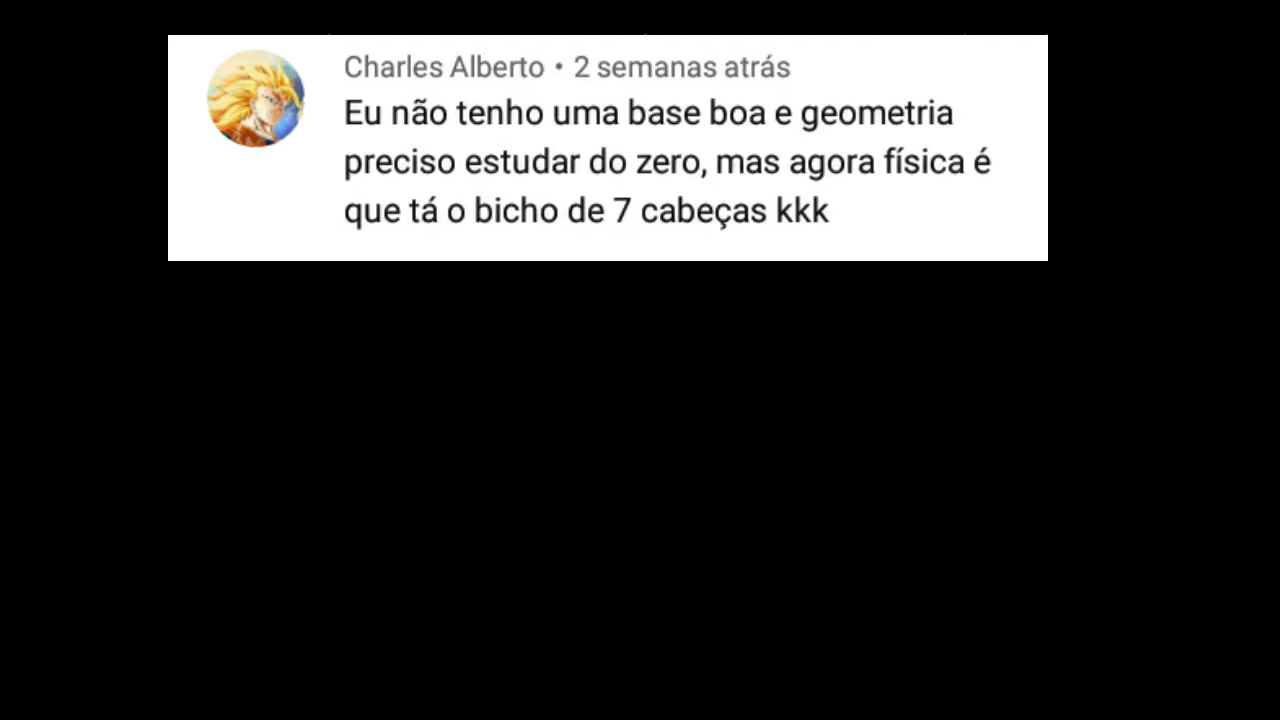 Charles Alberto • 2 semanas atrás
Eu não tenho uma base boa e geometria
preciso estudar do zero, mas agora física é
que tá o bicho de 7 cabeças kkk